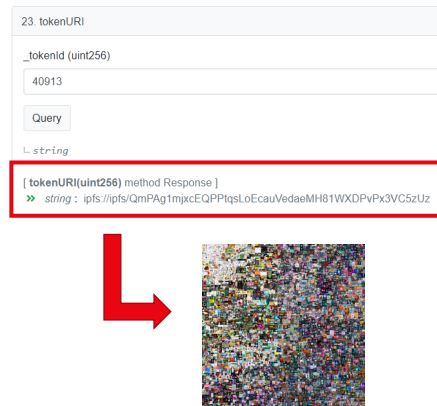 23. tokenURI
_tokenId (uint256)
40913
Query
└ string
[ tokenURI(uint256) method Response ]
» string : ipfs://ipfs/QmPAg1mjxcEQPPtqsLoEcauVedaeMH81WXDPvPx3VC5zUz